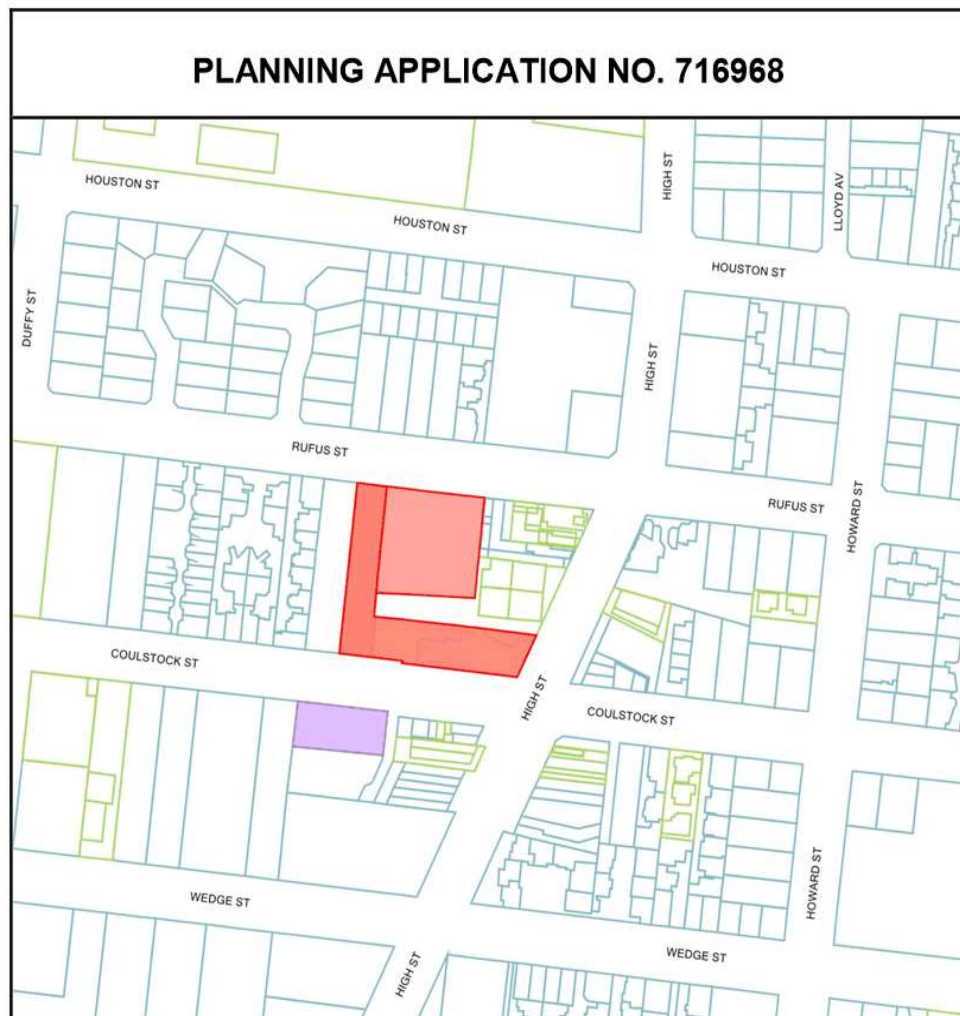 PLANNING APPLICATION NO. 716968
HOUSTON ST
HIGH ST
LLOYD AV
HOUSTON ST
HOUSTON ST
DUFFY ST
HIGH ST
RUFUS ST
RUFUS ST
HOWARD ST
COULSTOCK ST
HIGH ST
COULSTOCK ST
HOWARD ST
WEDGE ST
WEDGE ST
HIGH ST